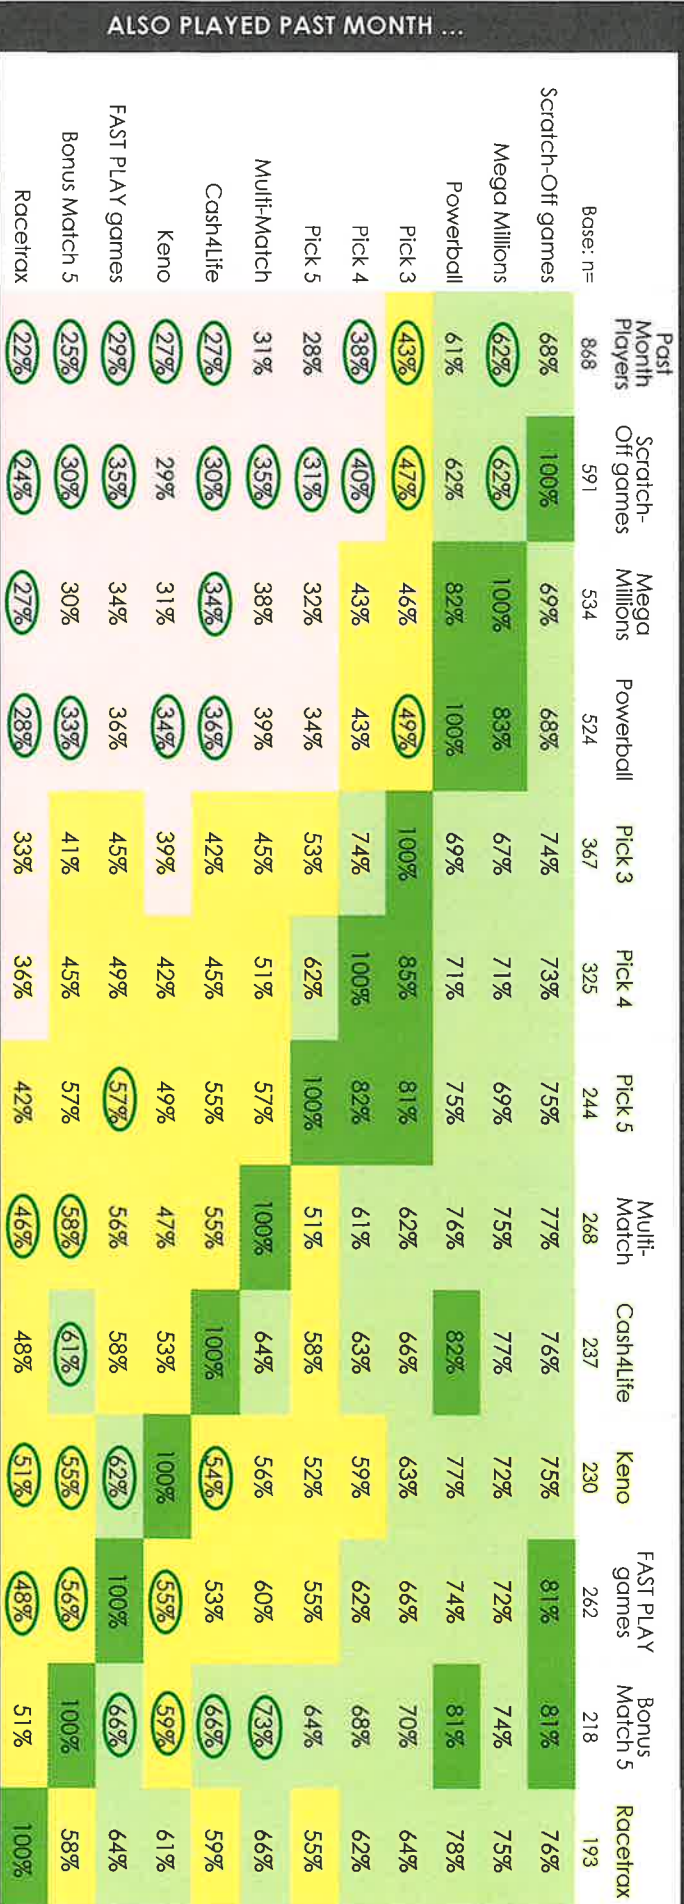 ALSO PLAYED PAST MONTH ...
Past Month Players Scratch-Off games Mega Millions Powerball Pick 3 Pick 4 Pick 5 Multi-Match Cash4Life Keno FAST PLAY games Bonus Match 5 Racetrax
Base: n= 868 591 534 524 367 325 244 268 237 230 262 218 193
Scratch-Off games 68% 100% 69% 68% 74% 73% 75% 77% 76% 75% 81% 81% 76%
Mega Millions 62% 62% 100% 83% 67% 71% 69% 75% 77% 72% 72% 74% 75%
Powerball 61% 62% 82% 100% 69% 71% 75% 76% 82% 77% 74% 81% 78%
Pick 3 43% 47% 46% 49% 100% 85% 81% 62% 66% 63% 66% 70% 64%
Pick 4 38% 40% 43% 43% 74% 100% 82% 61% 63% 59% 62% 68% 62%
Pick 5 28% 31% 32% 34% 53% 62% 100% 51% 58% 52% 55% 64% 55%
Multi-Match 31% 35% 38% 39% 45% 51% 57% 100% 64% 56% 60% 73% 66%
Cash4Life 27% 30% 34% 36% 42% 45% 55% 55% 100% 54% 53% 66% 59%
Keno 27% 29% 31% 34% 39% 42% 49% 47% 53% 100% 55% 59% 61%
FAST PLAY games 29% 35% 34% 36% 45% 49% 57% 56% 58% 62% 100% 66% 64%
Bonus Match 5 25% 30% 30% 33% 41% 45% 57% 58% 61% 55% 56% 100% 58%
Racetrax 22% 24% 27% 28% 33% 36% 42% 46% 48% 51% 48% 51% 100%